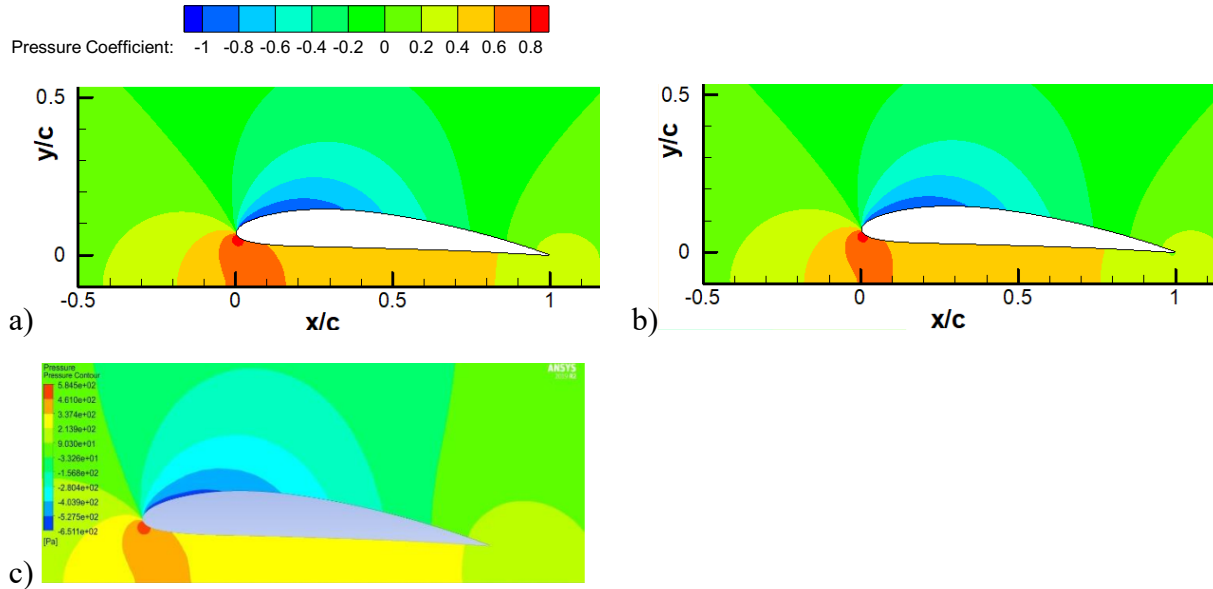 Pressure Coefficient: -1 -0.8 -0.6 -0.4 -0.2 0 0.2 0.4 0.6 0.8
0.5
y/c
0
-0.5 0 0.5 1
x/c
a)
0.5
y/c
0
-0.5 0 0.5 1
x/c
b)
Pressure
Pressure Contour
5.845e+02
4.610e+02
3.374e+02
2.139e+02
9.030e+01
-3.326e+01
-1.568e+02
-2.804e+02
-4.039e+02
-5.275e+02
-6.511e+02
[Pa]
ANSYS
c)